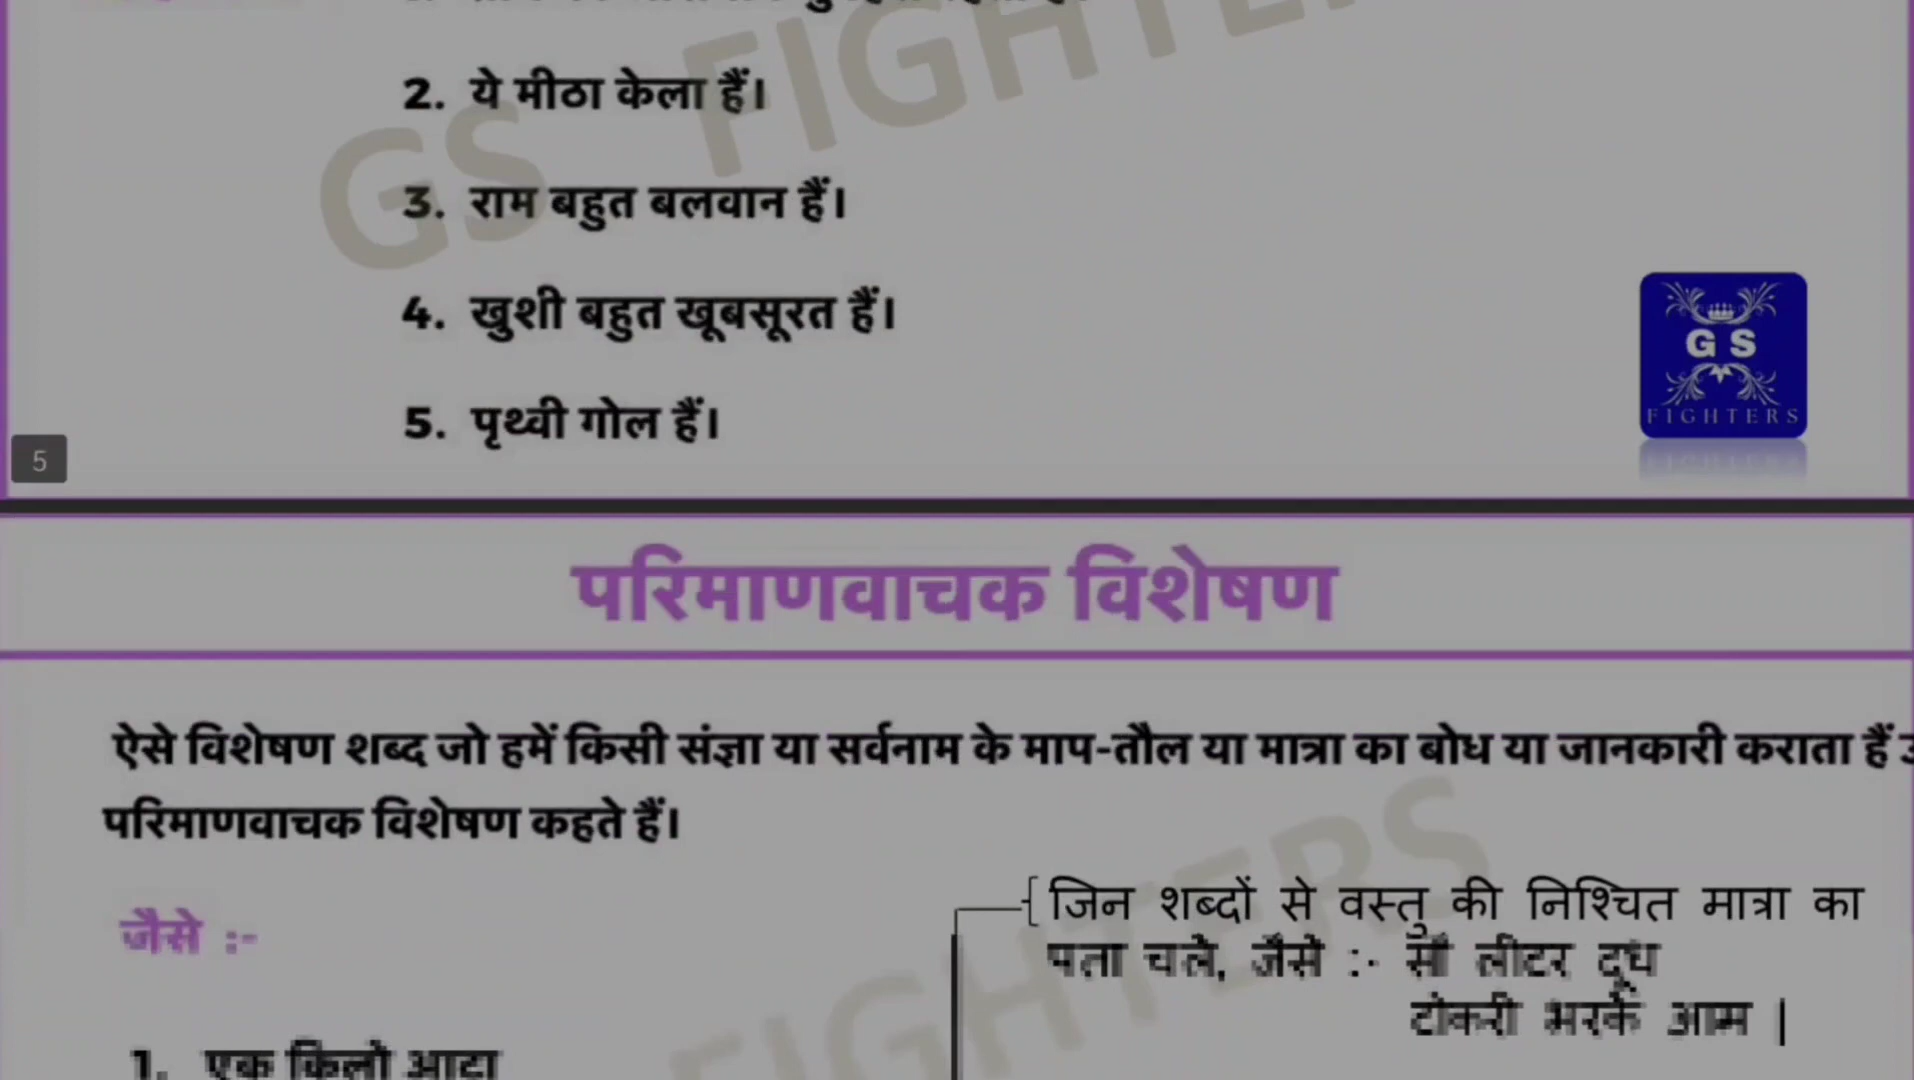 GS FIGHTERS
2. ये मीठा केला हैं।
3. राम बहुत बलवान हैं।
4. खुशी बहुत खूबसूरत हैं।
5. पृथ्वी गोल हैं।
G S
FIGHTERS
5
परिमाणवाचक विशेषण
ऐसे विशेषण शब्द जो हमें किसी संज्ञा या सर्वनाम के माप-तौल या मात्रा का बोध या जानकारी कराता हैं
परिमाणवाचक विशेषण कहते हैं।
जिन शब्दों से वस्तु की निश्चित मात्रा का
पता चले, जैसे :- सौ लीटर दूध
टोकरी भरके आम |
जैसे :-
1. एक किलो आटा
FIGHTERS